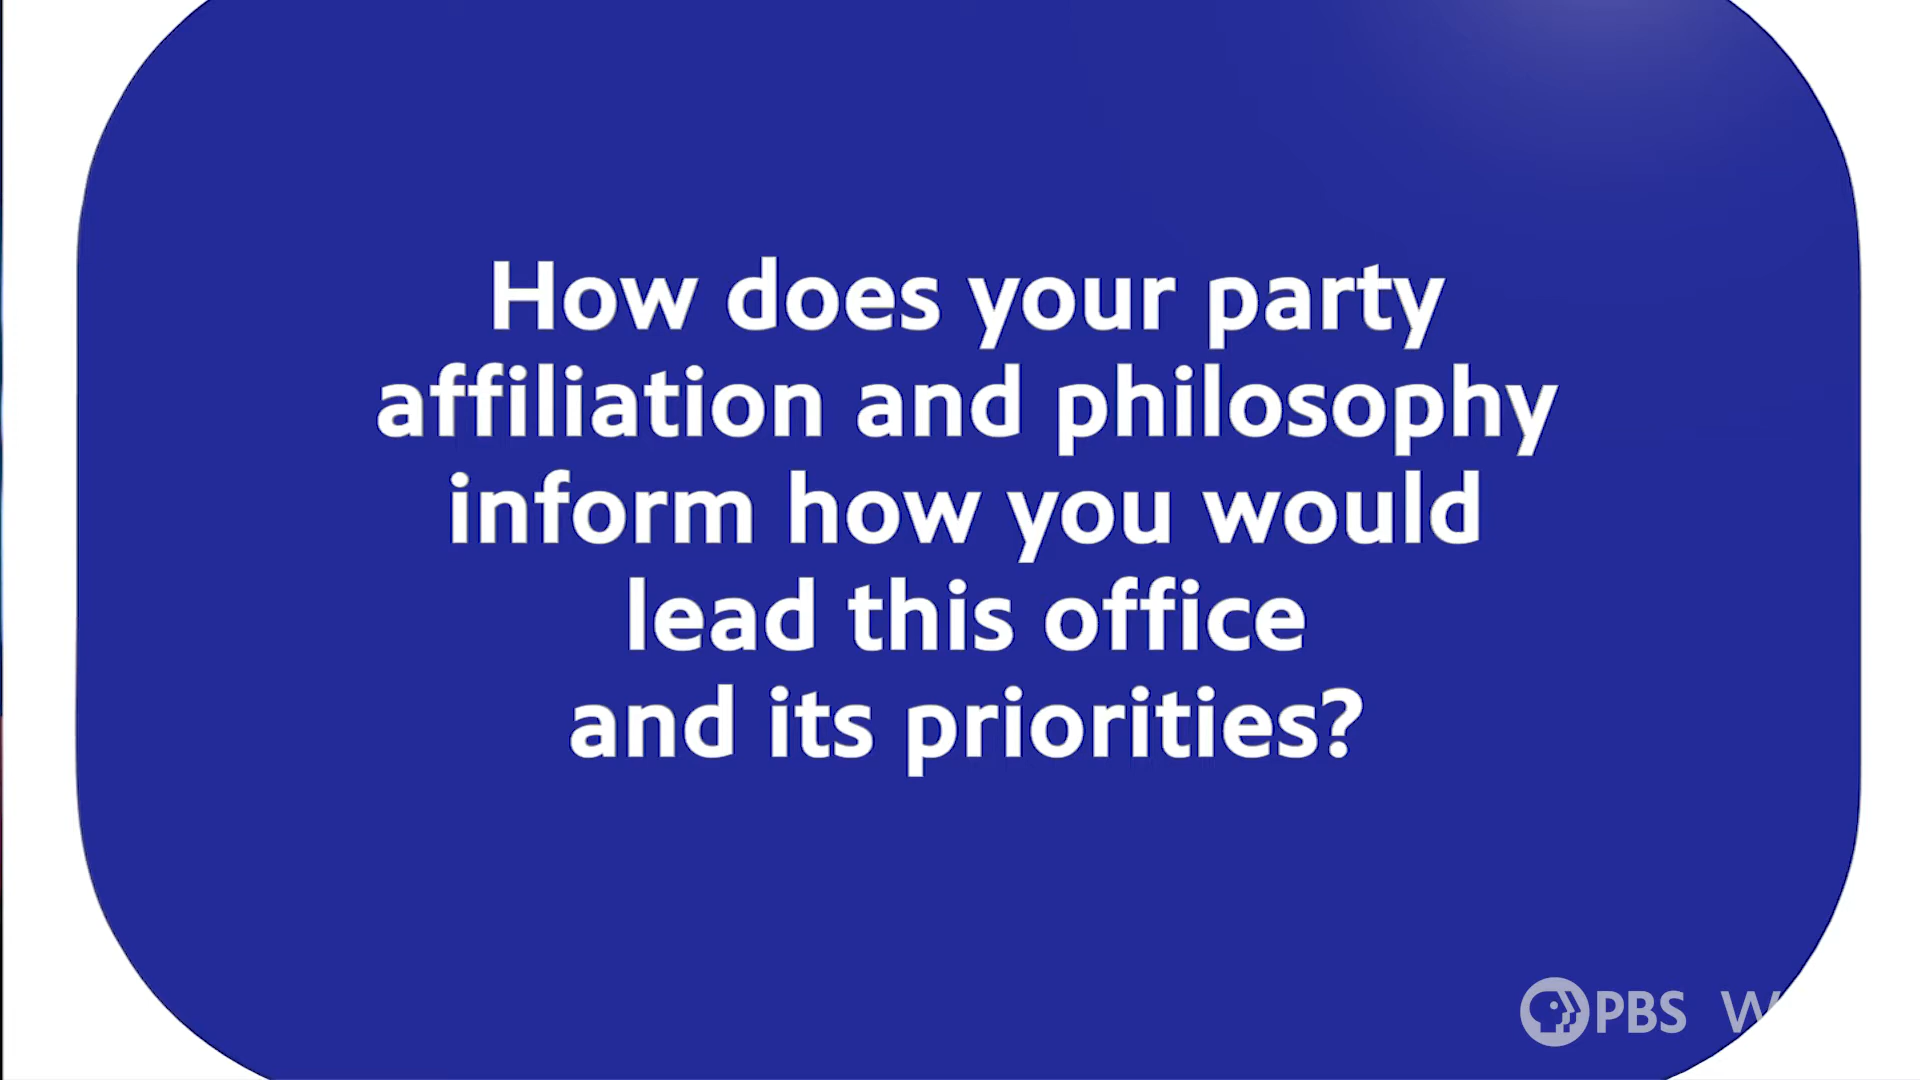 How does your party
affiliation and philosophy
inform how you would
lead this office
and its priorities?
PBS W